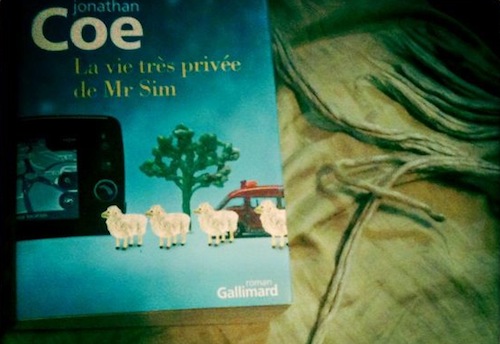 jonathan
Coe
La vie très privée
de Mr Sim
roman
Gallimard